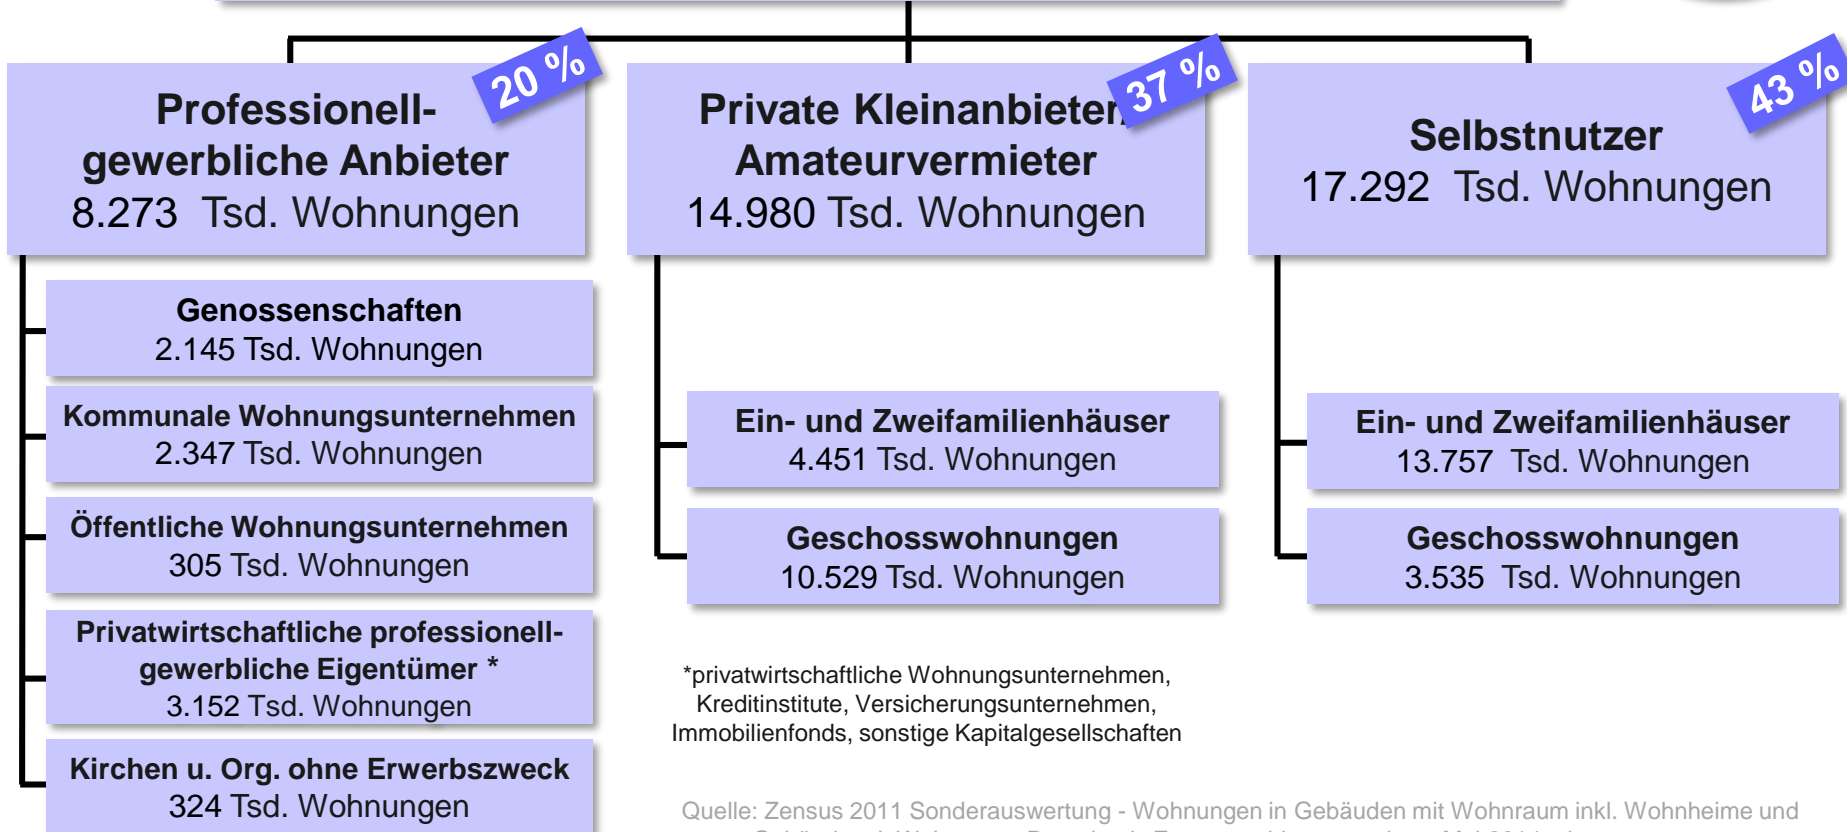 20 %
Professionell-
gewerbliche Anbieter
8.273 Tsd. Wohnungen
Genossenschaften
2.145 Tsd. Wohnungen
Kommunale Wohnungsunternehmen
2.347 Tsd. Wohnungen
Öffentliche Wohnungsunternehmen
305 Tsd. Wohnungen
Privatwirtschaftliche professionell-
gewerbliche Eigentümer *
3.152 Tsd. Wohnungen
Kirchen u. Org. ohne Erwerbszweck
324 Tsd. Wohnungen
37 %
Private Kleinanbieter
Amateurvermieter
14.980 Tsd. Wohnungen
Ein- und Zweifamilienhäuser
4.451 Tsd. Wohnungen
Geschosswohnungen
10.529 Tsd. Wohnungen
43 %
Selbstnutzer
17.292 Tsd. Wohnungen
Ein- und Zweifamilienhäuser
13.757 Tsd. Wohnungen
Geschosswohnungen
3.535 Tsd. Wohnungen
*privatwirtschaftliche Wohnungsunternehmen,
Kreditinstitute, Versicherungsunternehmen,
Immobilienfonds, sonstige Kapitalgesellschaften
Quelle: Zensus 2011 Sonderauswertung - Wohnungen in Gebäuden mit Wohnraum inkl. Wohnheime und